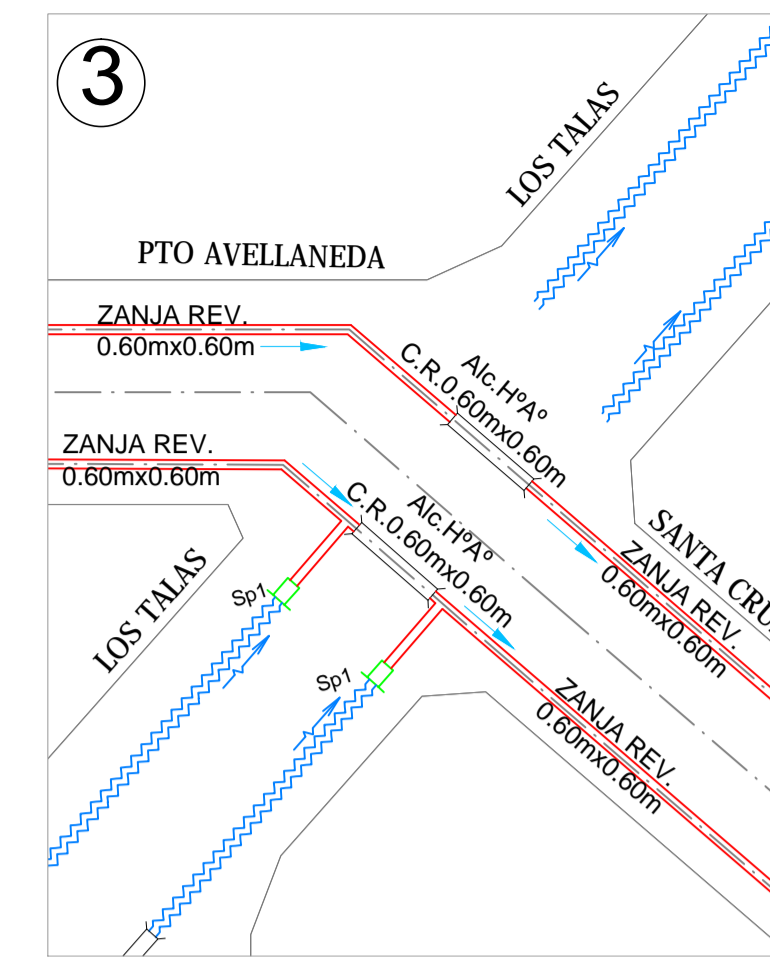 3
LOS TALAS
PTO AVELLANEDA
ZANJA REV.
0.60mx0.60m
Alc.HºAº
C.R.0.60mx0.60m
ZANJA REV.
0.60mx0.60m
Alc.HºAº
C.R.0.60mx0.60m
SANTA CRU
ZANJA REV.
0.60mx0.60m
LOS TALAS
Sp1
Sp1
ZANJA REV.
0.60mx0.60m